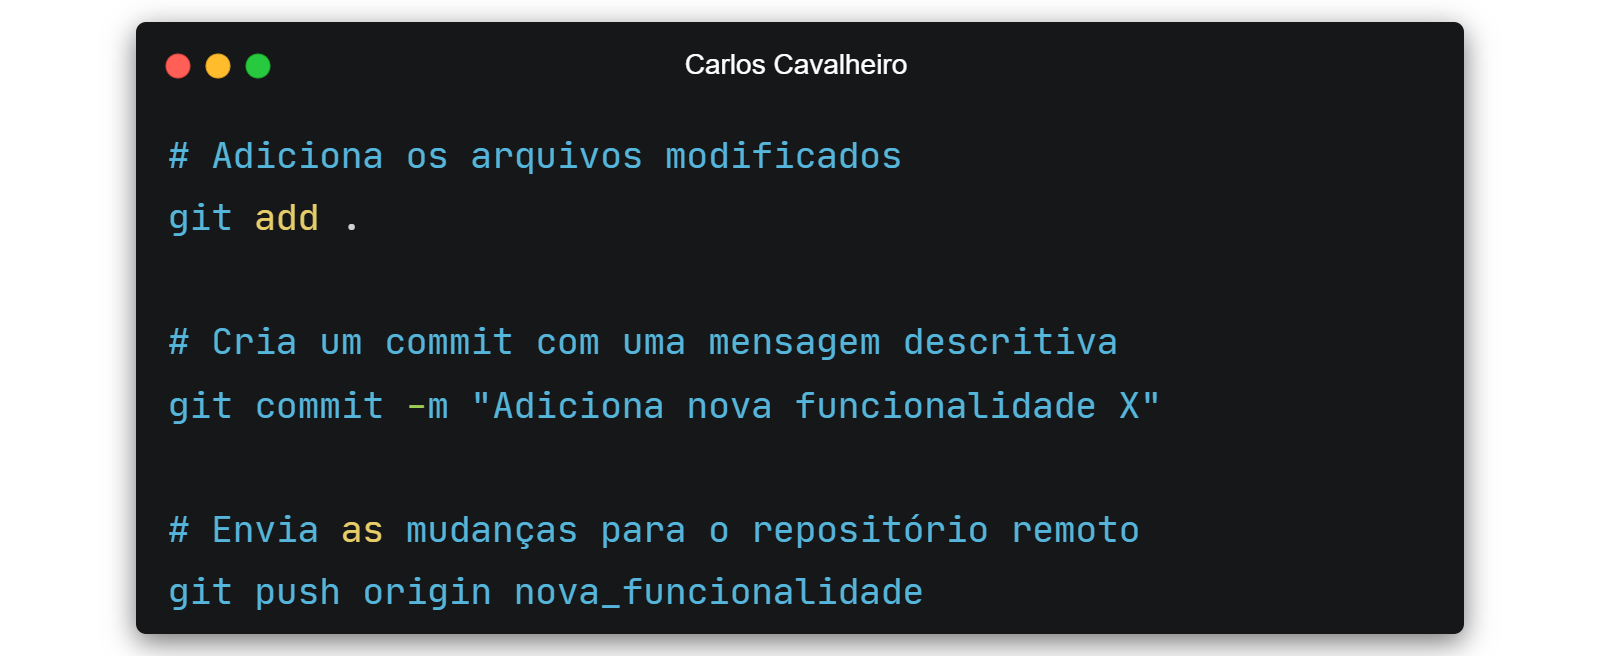 Carlos Cavalheiro
# Adiciona os arquivos modificados
git add .
# Cria um commit com uma mensagem descritiva
git commit -m "Adiciona nova funcionalidade X"
# Envia as mudanças para o repositório remoto
git push origin nova_funcionalidade